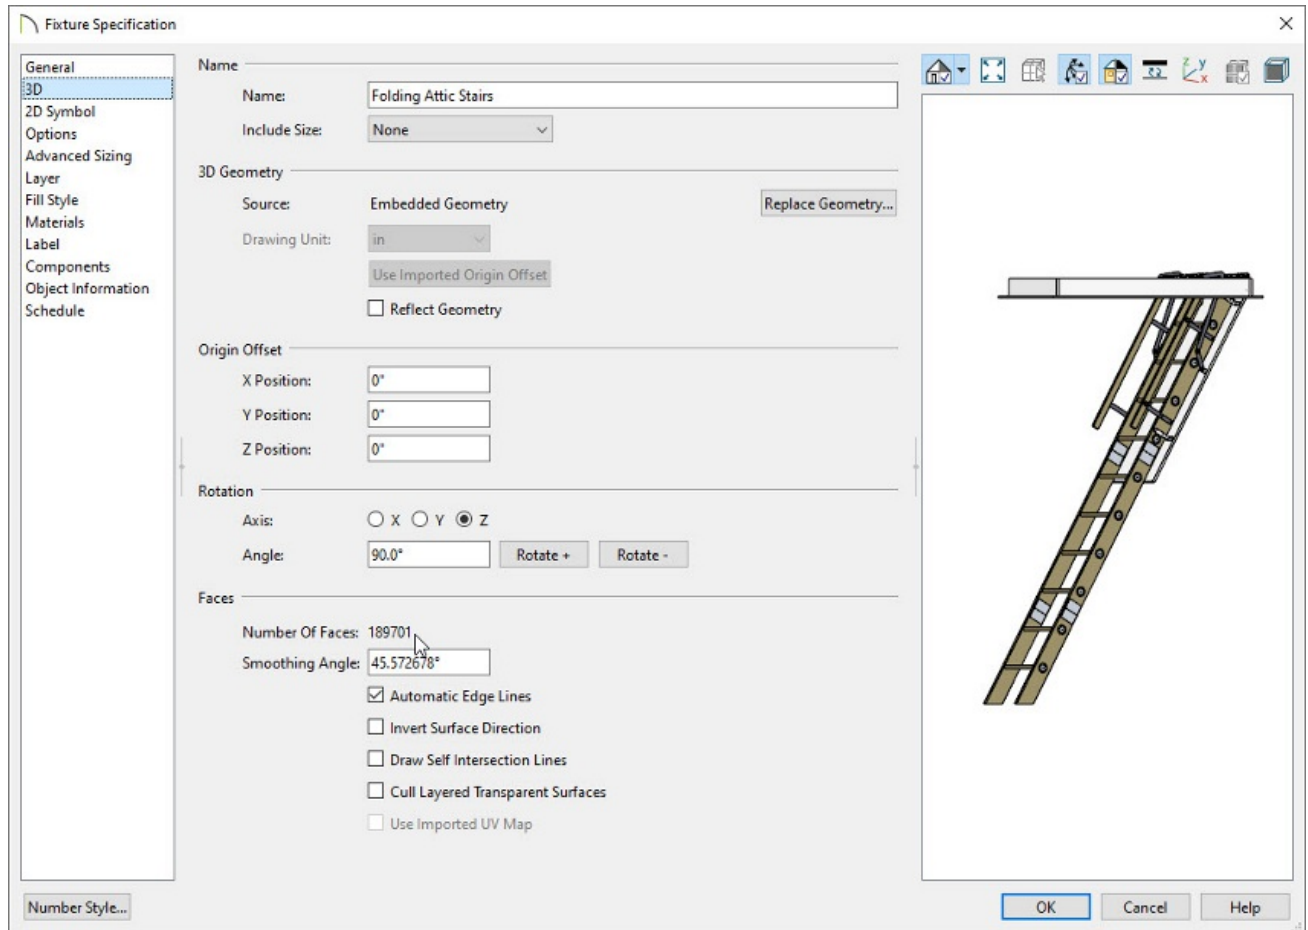 Fixture Specification
General
3D
2D Symbol
Options
Advanced Sizing
Layer
Fill Style
Materials
Label
Components
Object Information
Schedule
Name
Name: Folding Attic Stairs
Include Size: None
3D Geometry
Source: Embedded Geometry Replace Geometry...
Drawing Unit: in
Use Imported Origin Offset
Reflect Geometry
Origin Offset
X Position: 0"
Y Position: 0"
Z Position: 0"
Rotation
Axis: X Y Z
Angle: 90.0° Rotate + Rotate -
Faces
Number Of Faces: 189701
Smoothing Angle: 45.572678°
Automatic Edge Lines
Invert Surface Direction
Draw Self Intersection Lines
Cull Layered Transparent Surfaces
Use Imported UV Map
Z Y X
Number Style... OK Cancel Help